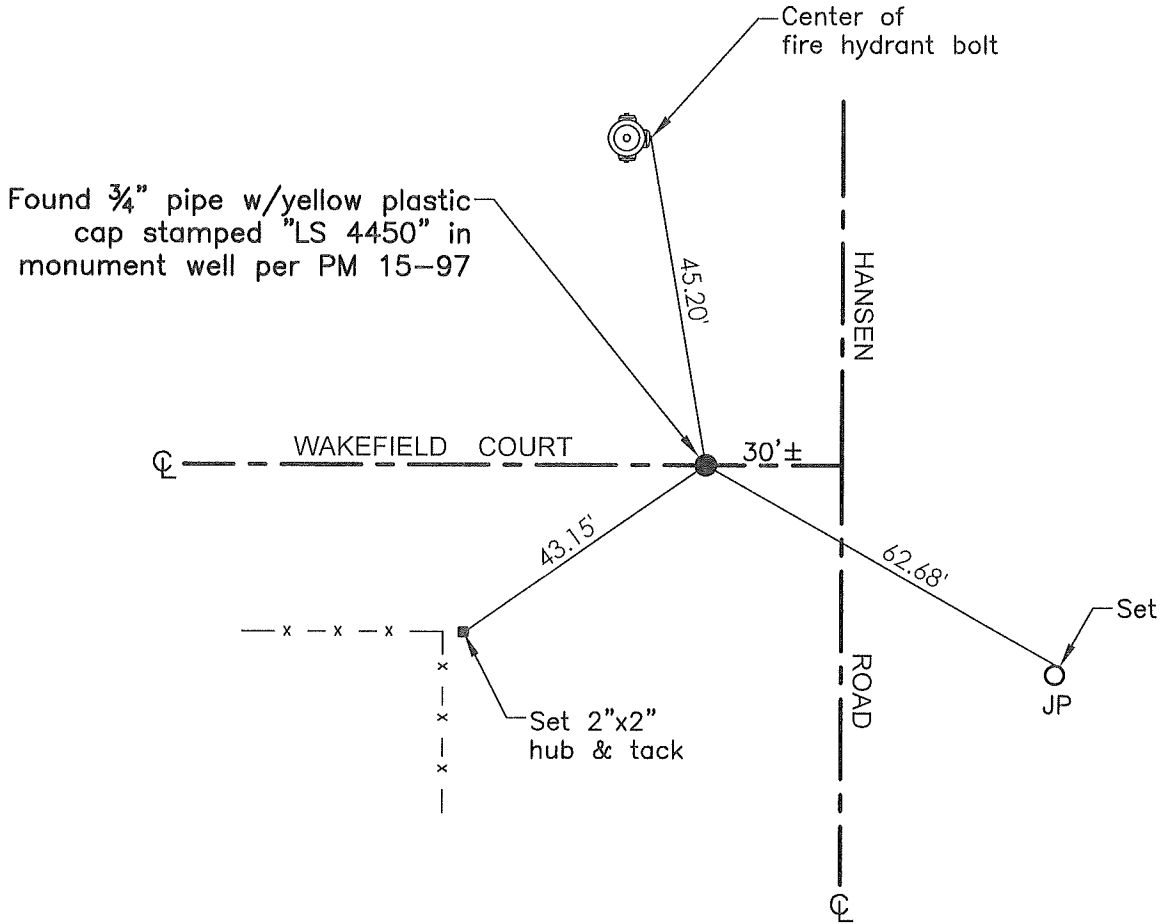 Center of
fire hydrant bolt
Found ¾" pipe w/yellow plastic
cap stamped "LS 4450" in
monument well per PM 15-97
45.20'
HANSEN
WAKEFIELD COURT
30'±
℄
43.15'
62.68'
Set
x x x
x
x
x
ROAD
JP
Set 2"x2"
hub & tack
℄